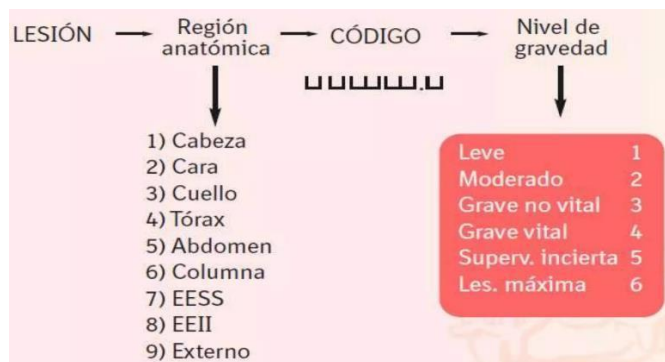 LESIÓN → Región anatómica → CÓDIGO → Nivel de gravedad
1) Cabeza
2) Cara
3) Cuello
4) Tórax
5) Abdomen
6) Columna
7) EESS
8) EEII
9) Externo
Leve 1
Moderado 2
Grave no vital 3
Grave vital 4
Superv. incierta 5
Les. máxima 6